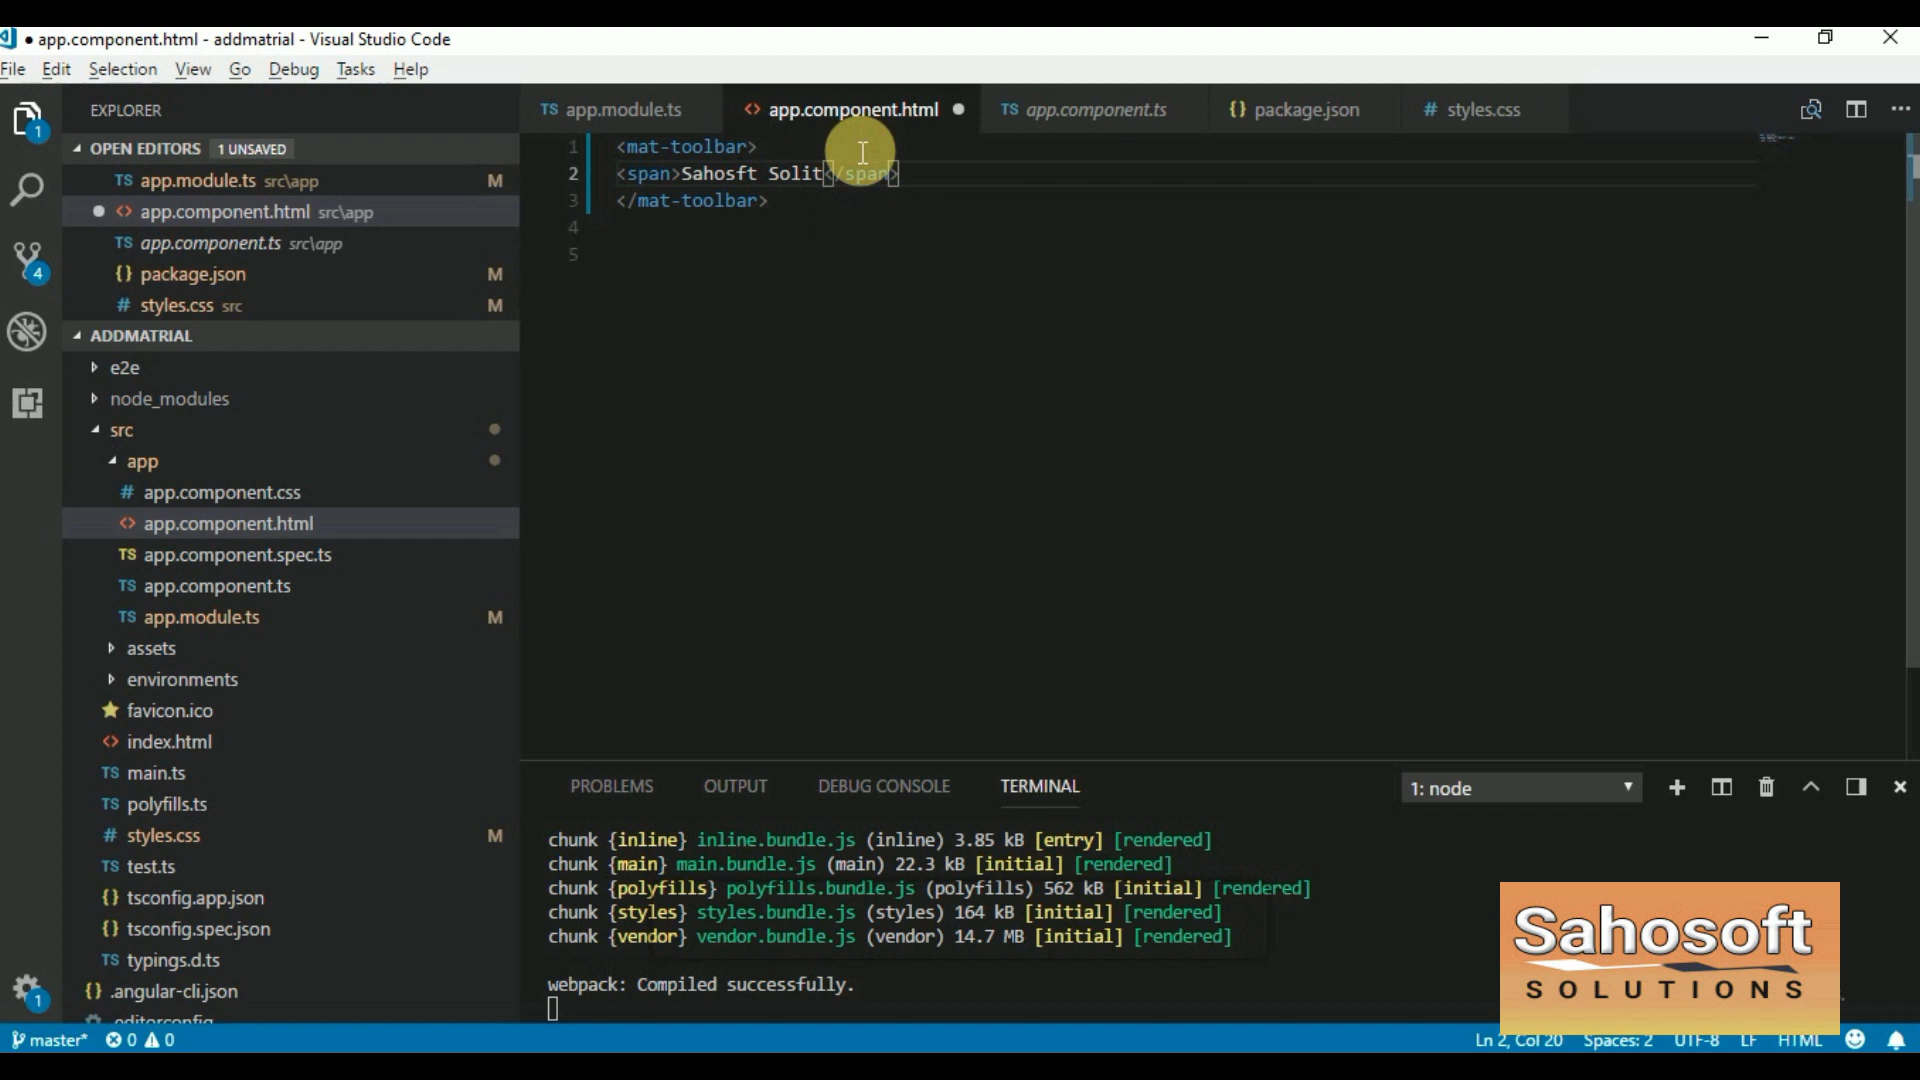 ● app.component.html - addmatrial - Visual Studio Code
File Edit Selection View Go Debug Tasks Help
EXPLORER
OPEN EDITORS 1 UNSAVED
TS app.module.ts src\app M
● <> app.component.html src\app
TS app.component.ts src\app
{} package.json M
# styles.css src M
ADDMATRIAL
e2e
node_modules
src
app
# app.component.css
<> app.component.html
TS app.component.spec.ts
TS app.component.ts
TS app.module.ts M
assets
environments
favicon.ico
<> index.html
TS main.ts
TS polyfills.ts
# styles.css M
TS test.ts
{} tsconfig.app.json
{} tsconfig.spec.json
TS typings.d.ts
{} .angular-cli.json
.editorconfig
1
4
1
TS app.module.ts <> app.component.html ● TS app.component.ts {} package.json # styles.css
1 <mat-toolbar>
2 <span>Sahosft Solit</span>
3 </mat-toolbar>
4
5
PROBLEMS OUTPUT DEBUG CONSOLE TERMINAL 1: node
chunk {inline} inline.bundle.js (inline) 3.85 kB [entry] [rendered]
chunk {main} main.bundle.js (main) 22.3 kB [initial] [rendered]
chunk {polyfills} polyfills.bundle.js (polyfills) 562 kB [initial] [rendered]
chunk {styles} styles.bundle.js (styles) 164 kB [initial] [rendered]
chunk {vendor} vendor.bundle.js (vendor) 14.7 MB [initial] [rendered]
webpack: Compiled successfully.
Sahosoft
SOLUTIONS
master* 0 0 Ln 2, Col 20 Spaces: 2 UTF-8 LF HTML